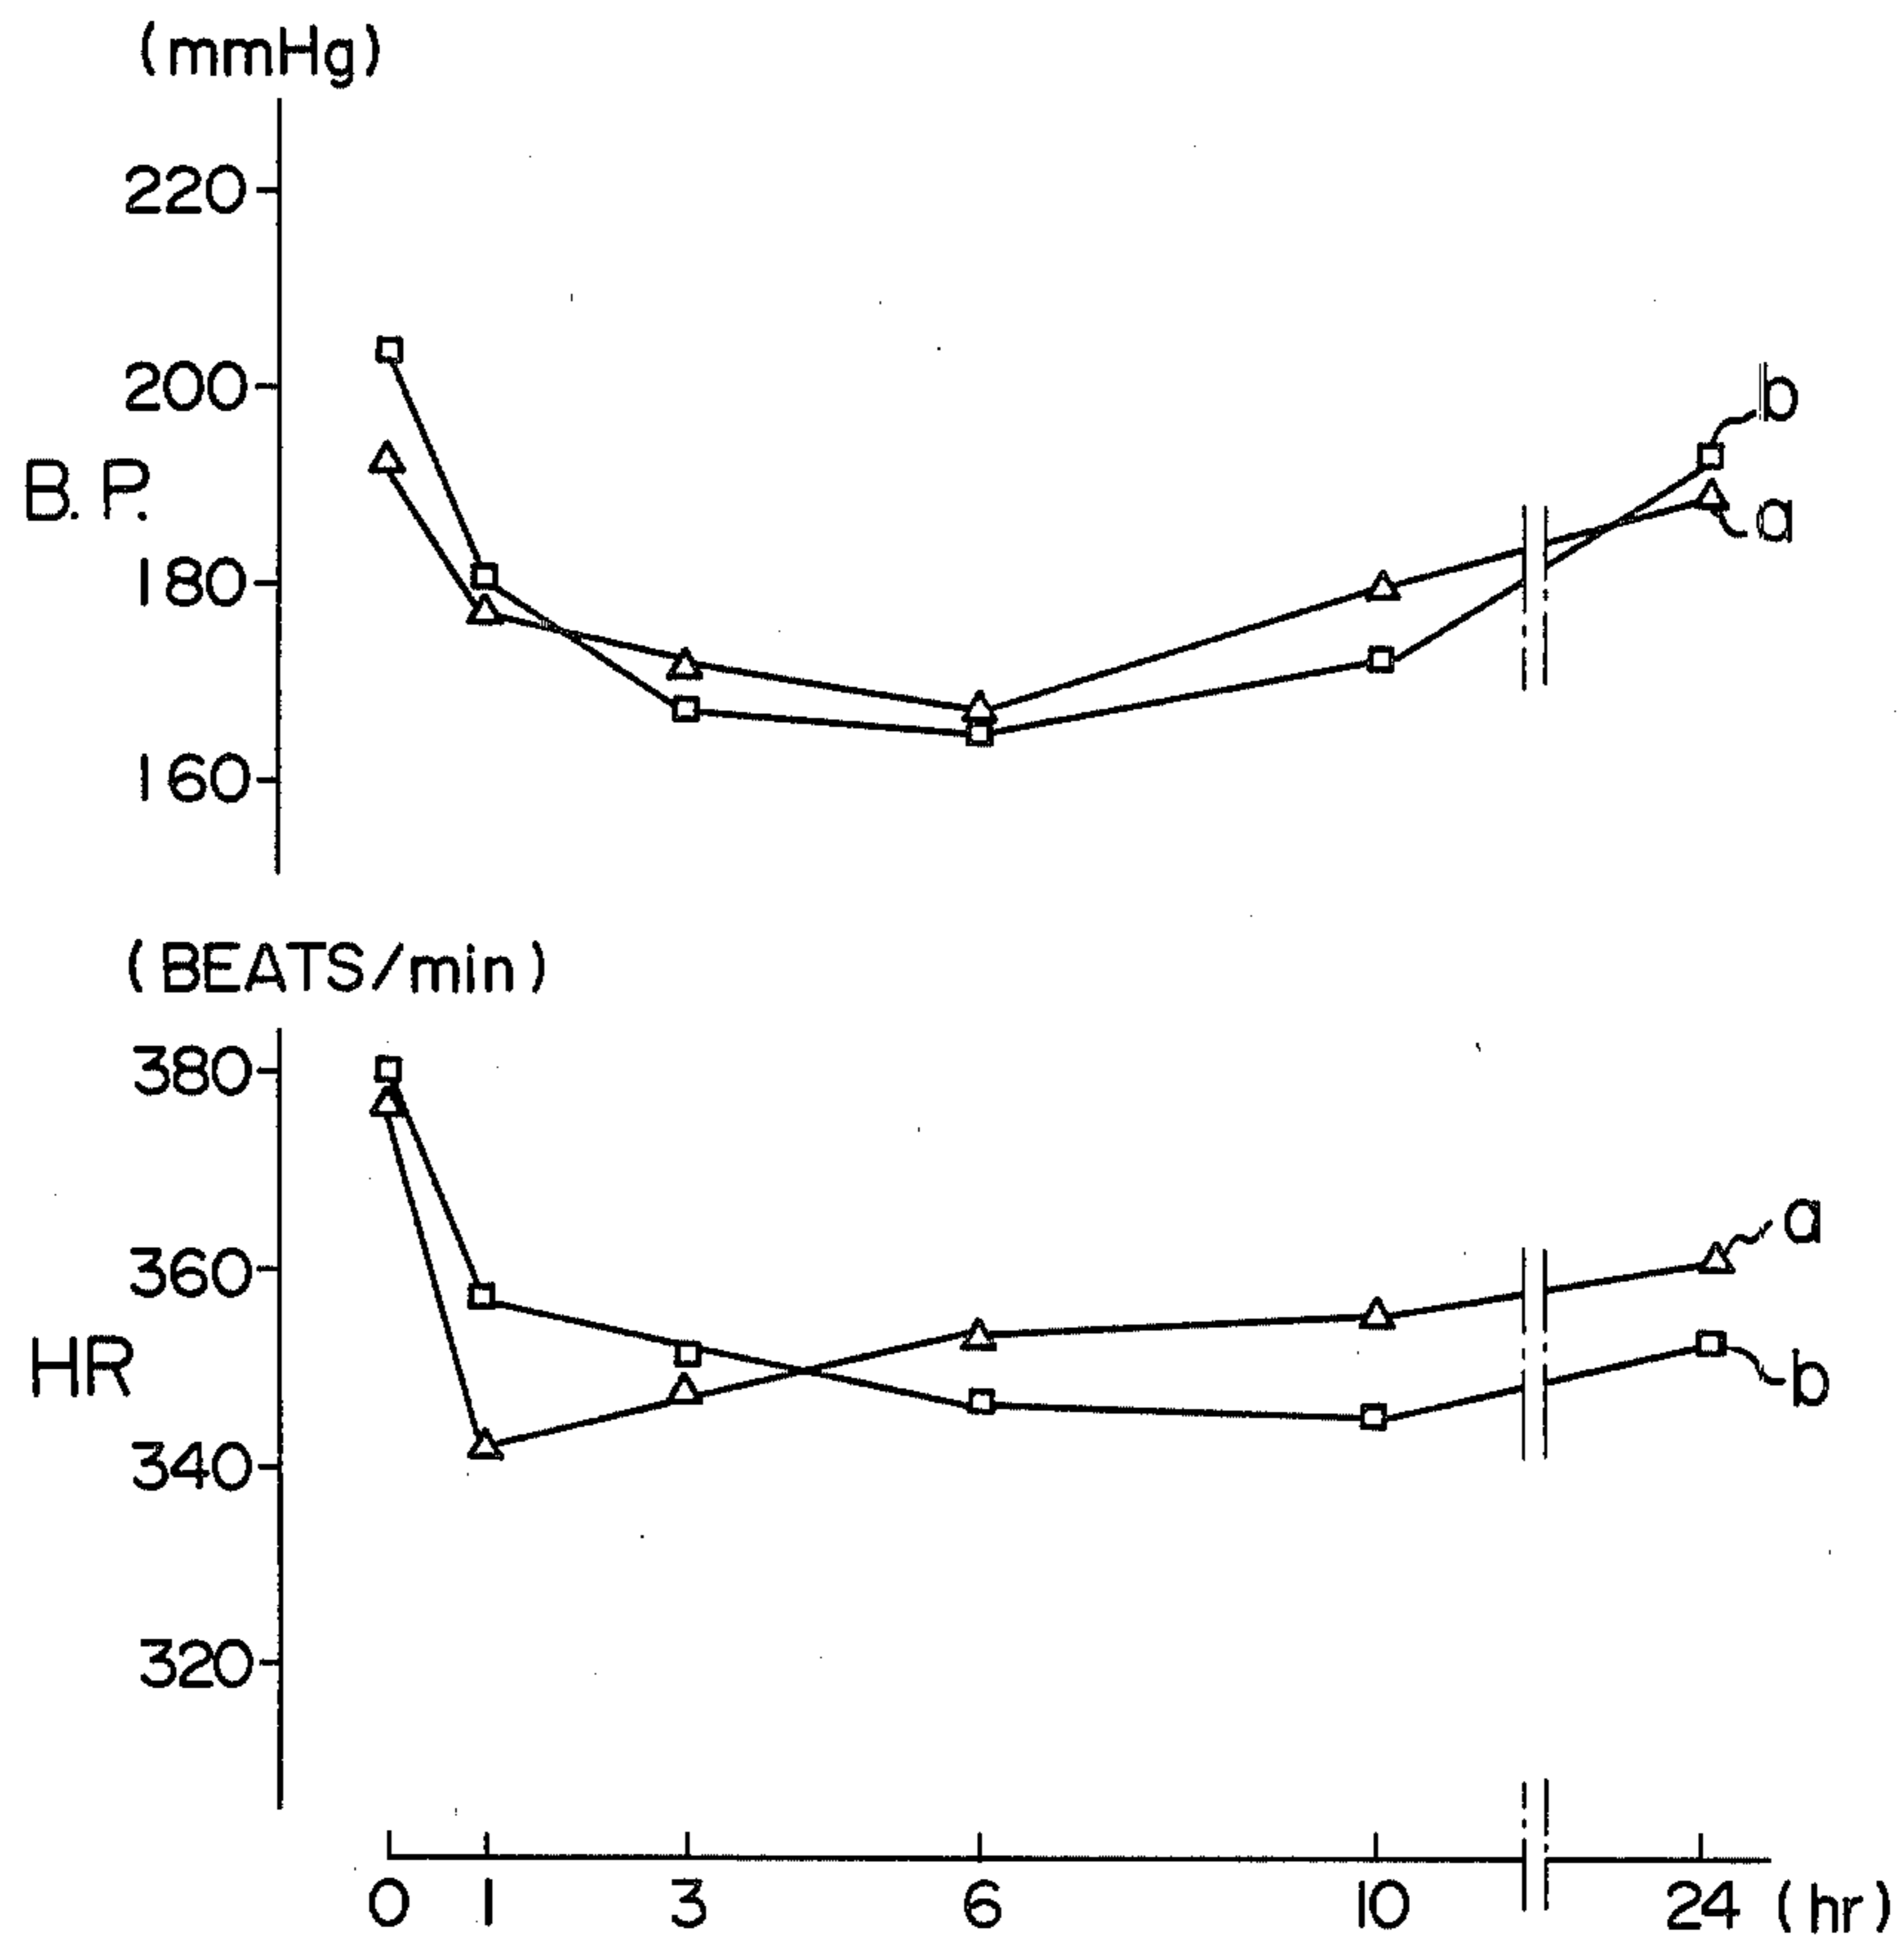 (mmHg)
220
200
B.P.
180
160
b
a
(BEATS/min)
380
360
HR
340
320
a
b
0 1 3 6 10 24 (hr)